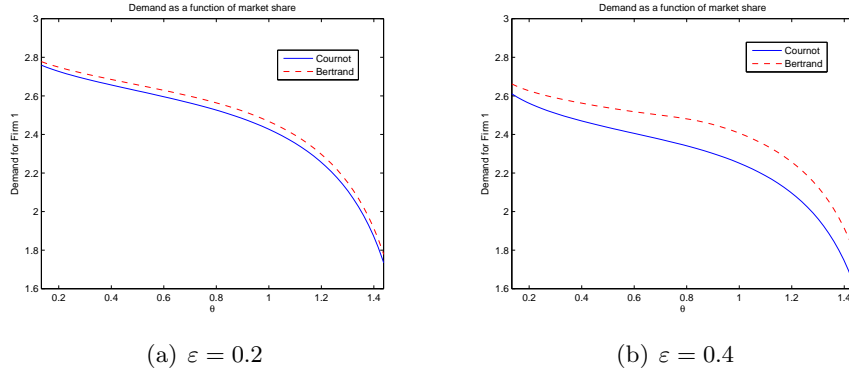 Demand as a function of market share
3
2.8
2.6
2.4
2.2
2
1.8
1.6
Demand for Firm 1
0.2 0.4 0.6 0.8 1 1.2 1.4
θ
Cournot
Bertrand
(a) ε = 0.2
Demand as a function of market share
3
2.8
2.6
2.4
2.2
2
1.8
1.6
Demand for Firm 1
0.2 0.4 0.6 0.8 1 1.2 1.4
θ
Cournot
Bertrand
(b) ε = 0.4